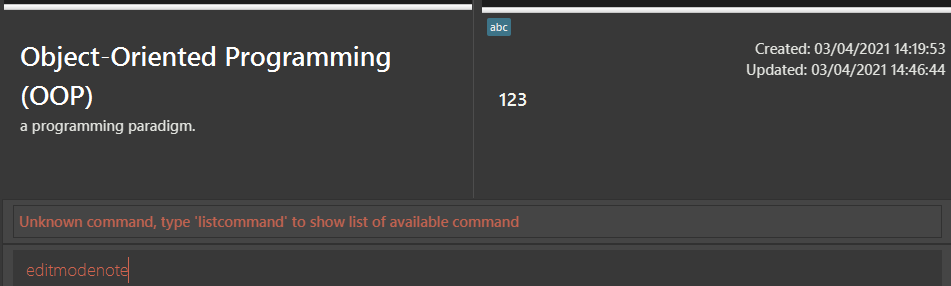 Object-Oriented Programming
(OOP)
a programming paradigm.
abc
Created: 03/04/2021 14:19:53
Updated: 03/04/2021 14:46:44
123
Unknown command, type 'listcommand' to show list of available command
editmodenote